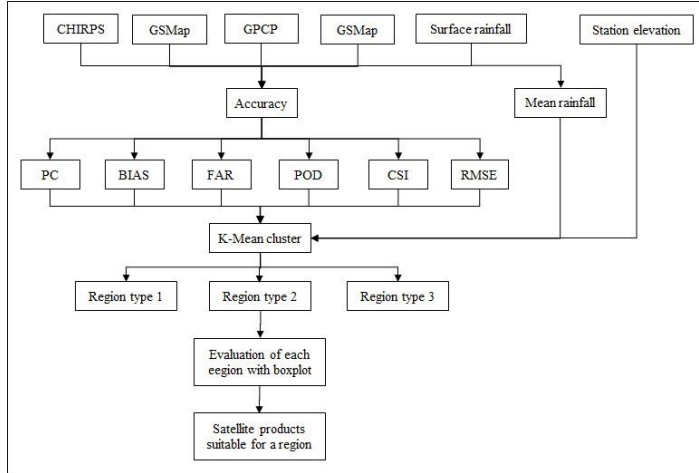 CHIRPS
GSMap
GPCP
GSMap
Surface rainfall
Station elevation
Accuracy
Mean rainfall
PC
BIAS
FAR
POD
CSI
RMSE
K-Mean cluster
Region type 1
Region type 2
Region type 3
Evaluation of each
eegion with boxplot
Satellite products
suitable for a region